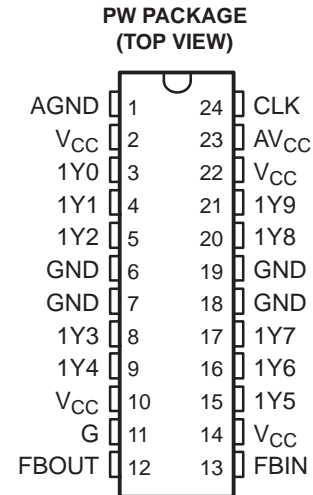 PW PACKAGE
(TOP VIEW)
AGND 1 24 CLK
VCC 2 23 AVCC
1Y0 3 22 VCC
1Y1 4 21 1Y9
1Y2 5 20 1Y8
GND 6 19 GND
GND 7 18 GND
1Y3 8 17 1Y7
1Y4 9 16 1Y6
VCC 10 15 1Y5
G 11 14 VCC
FBOUT 12 13 FBIN